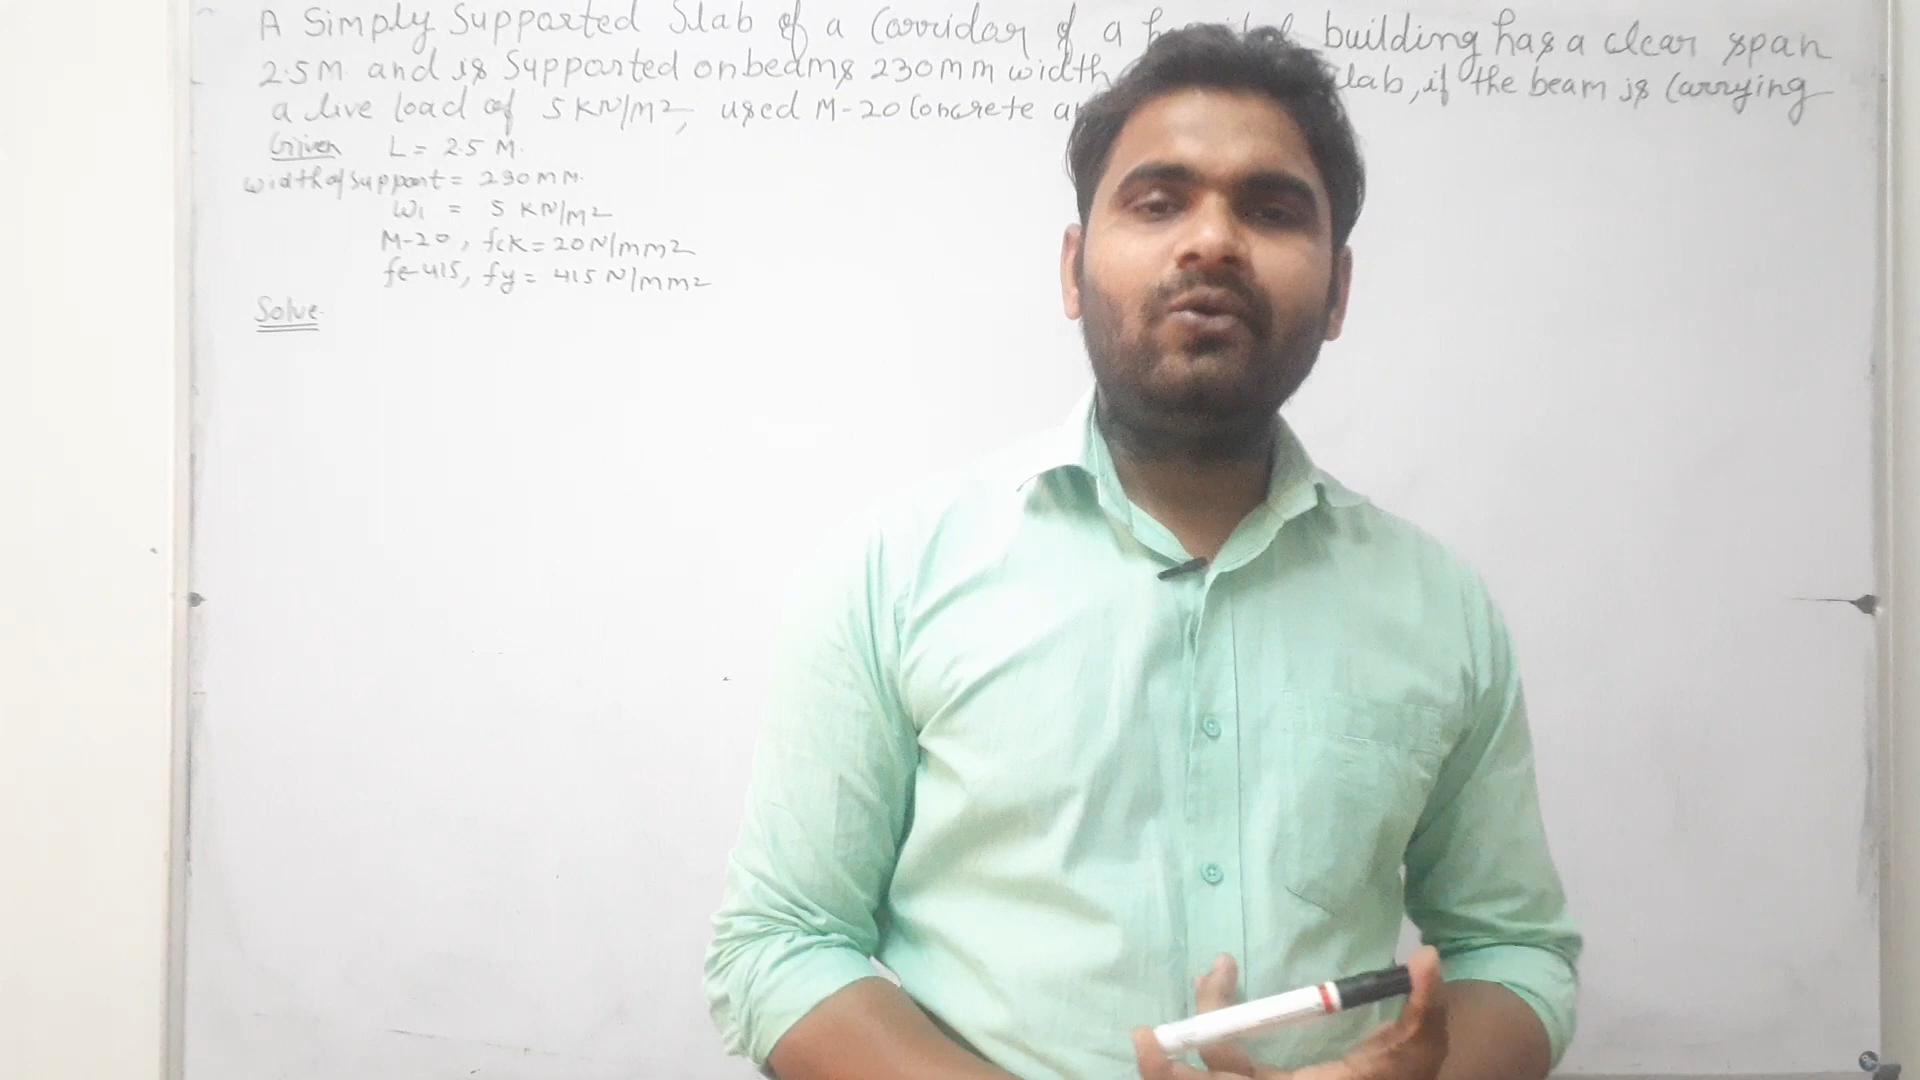 A Simply Supported Slab of a Corridor of a building has a clear span
2.5M and is Supported on beams 230mm width slab, if the beam is Carrying
a live load of 5 KN/M2, used M-20 Concrete
Given L = 2.5 M.
width of support = 230 MM.
W1 = 5 KN/M2
M-20, fck = 20N/mm2
fe-415, fy = 415 N/mm2
Solve.